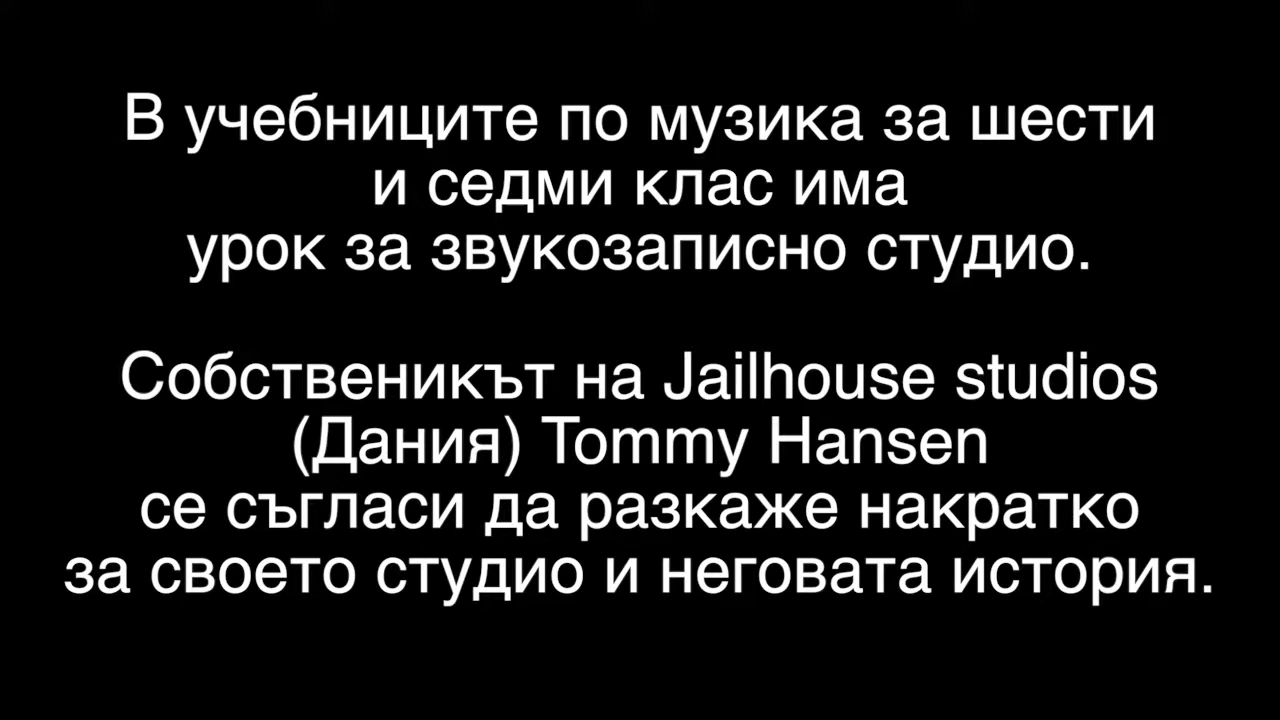 В учебниците по музика за шести
и седми клас има
урок за звукозаписно студио.
Собственикът на Jailhouse studios
(Дания) Tommy Hansen
се съгласи да разкаже накратко
за своето студио и неговата история.